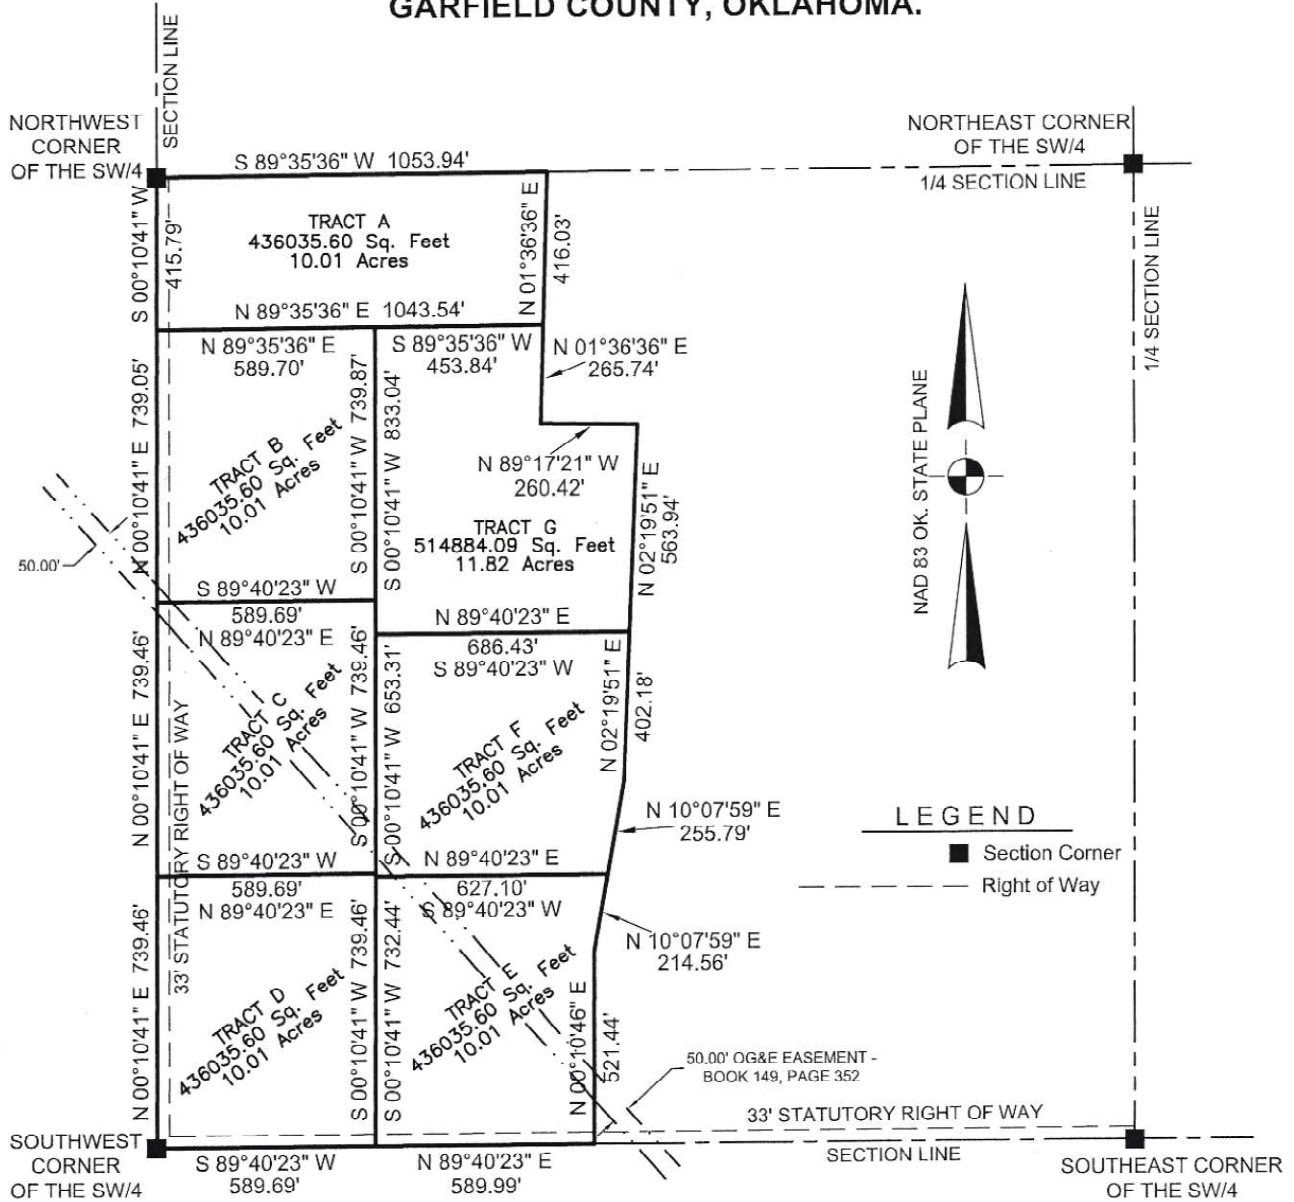 GARFIELD COUNTY, OKLAHOMA.
SECTION LINE
NORTHWEST
CORNER
OF THE SW/4
NORTHEAST CORNER
OF THE SW/4
S 89°35'36" W 1053.94'
1/4 SECTION LINE
S 00°10'41" W
415.79'
TRACT A
436035.60 Sq. Feet
10.01 Acres
N 01°36'36" E
416.03'
1/4 SECTION LINE
N 89°35'36" E 1043.54'
N 89°35'36" E
589.70'
S 89°35'36" W
453.84'
N 01°36'36" E
265.74'
N 00°10'41" E 739.05'
TRACT B
436035.60 Sq. Feet
10.01 Acres
S 00°10'41" W 739.87'
S 00°10'41" W 833.04'
N 89°17'21" W
260.42'
NAD 83 OK. STATE PLANE
TRACT G
514884.09 Sq. Feet
11.82 Acres
N 02°19'51" E
563.94'
50.00'
S 89°40'23" W
589.69'
N 89°40'23" E
N 89°40'23" E
686.43'
S 89°40'23" W
N 00°10'41" E 739.46'
33' STATUTORY RIGHT OF WAY
TRACT C
436035.60 Sq. Feet
10.01 Acres
S 00°10'41" W 739.46'
S 00°10'41" W 653.31'
TRACT F
436035.60 Sq. Feet
10.01 Acres
N 02°19'51" E
402.18'
N 10°07'59" E
255.79'
LEGEND
Section Corner
Right of Way
S 89°40'23" W
589.69'
N 89°40'23" E
N 89°40'23" E
627.10'
S 89°40'23" W
N 10°07'59" E
214.56'
N 00°10'41" E 739.46'
TRACT D
436035.60 Sq. Feet
10.01 Acres
S 00°10'41" W 739.46'
S 00°10'41" W 732.44'
TRACT E
436035.60 Sq. Feet
10.01 Acres
N 00°10'46" E
521.44'
50.00' OG&E EASEMENT -
BOOK 149, PAGE 352
33' STATUTORY RIGHT OF WAY
SOUTHWEST
CORNER
OF THE SW/4
S 89°40'23" W
589.69'
N 89°40'23" E
589.99'
SECTION LINE
SOUTHEAST CORNER
OF THE SW/4